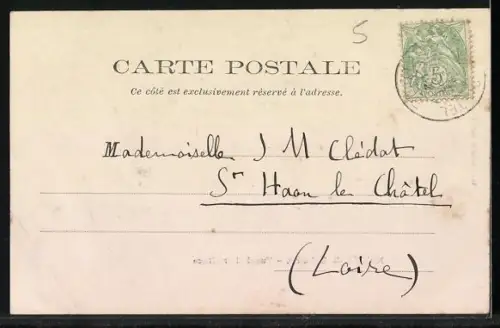 5
CARTE POSTALE
Ce côté est exclusivement réservé à l'adresse.
Mademoiselle J M Clédat
St Haon le Châtel
(Loire)
5